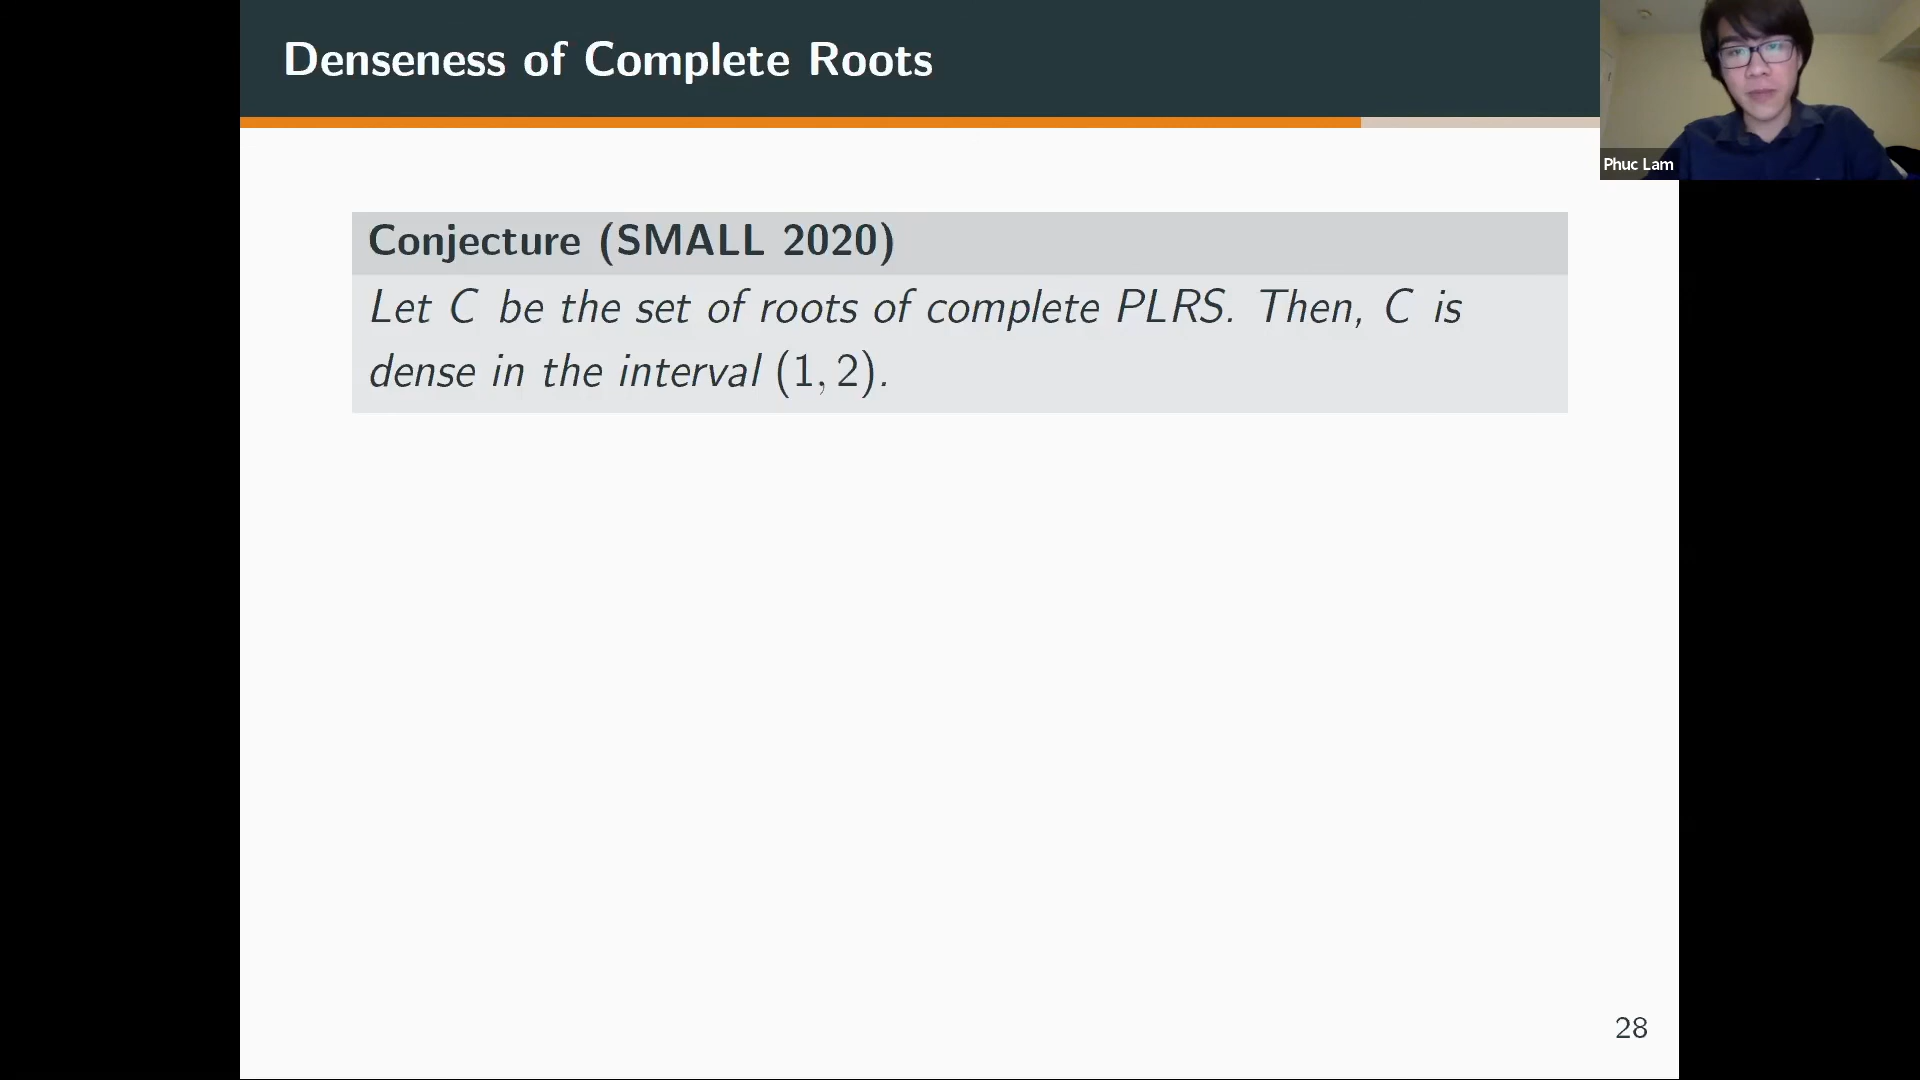 Denseness of Complete Roots
Phuc Lam
Conjecture (SMALL 2020)
Let C be the set of roots of complete PLRS. Then, C is
dense in the interval (1, 2).
28